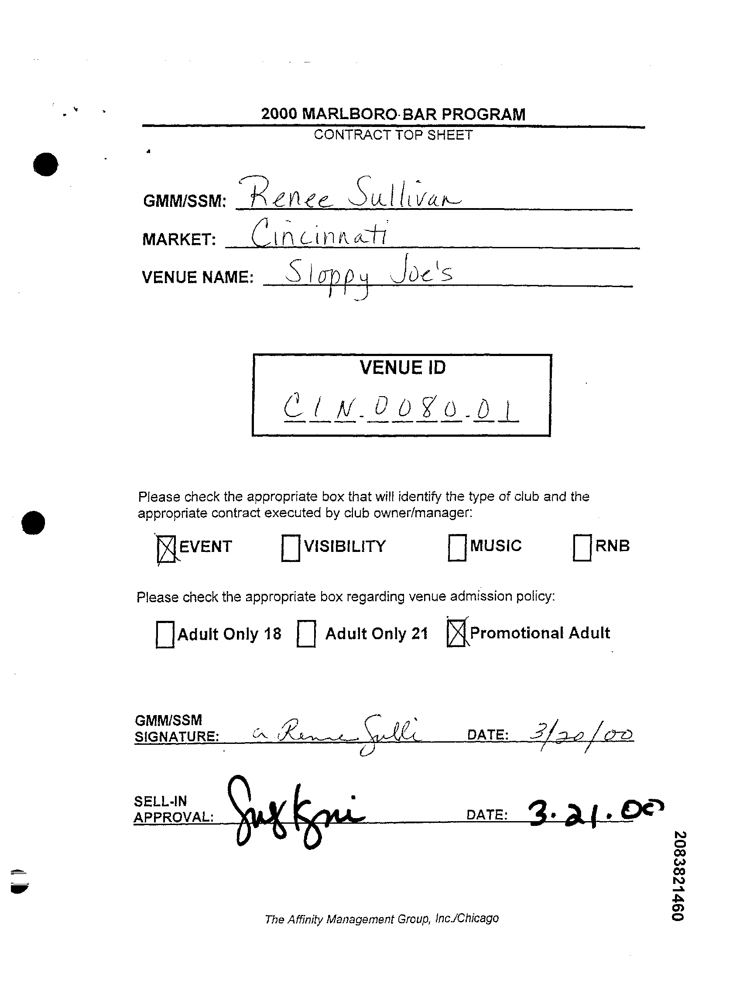 2000 MARLBORO BAR PROGRAM
CONTRACT TOP SHEET
GMM/SSM: Renee Sullivan
MARKET: Cincinnati
VENUE NAME: Sloppy Joe's
VENUE ID
CIN.0080.01
Please check the appropriate box that will identify the type of club and the
appropriate contract executed by club owner/manager:
EVENT VISIBILITY MUSIC RNB
Please check the appropriate box regarding venue admission policy:
Adult Only 18 Adult Only 21 Promotional Adult
GMM/SSM
SIGNATURE: DATE: 3/20/00
SELL-IN
APPROVAL: DATE: 3.21.00
2083821460
The Affinity Management Group, Inc./Chicago